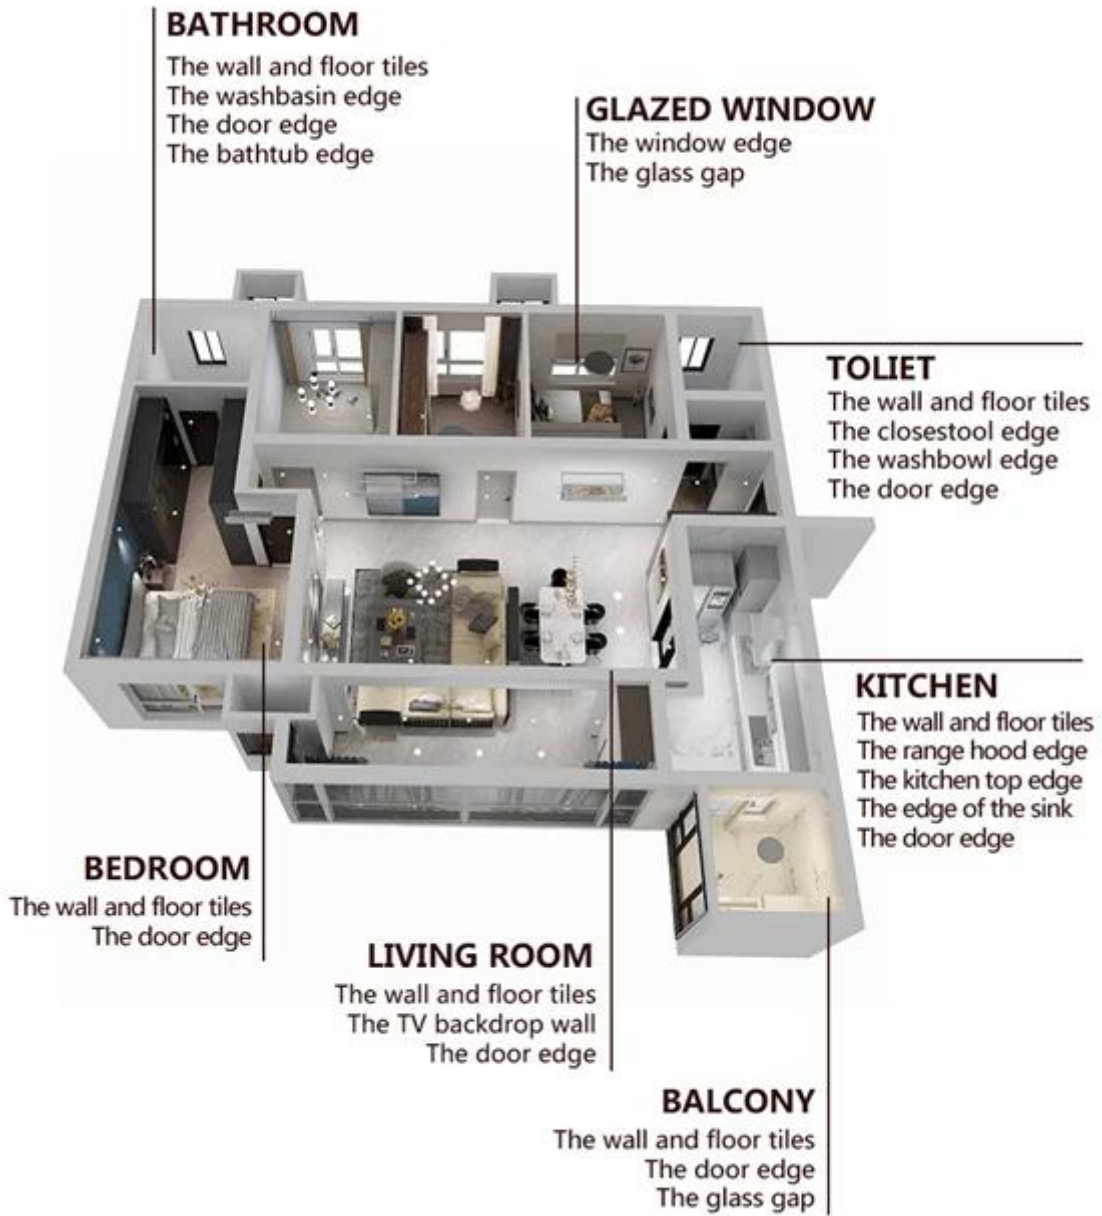 BATHROOM
The wall and floor tiles
The washbasin edge
The door edge
The bathtub edge
GLAZED WINDOW
The window edge
The glass gap
TOLIET
The wall and floor tiles
The closestool edge
The washbowl edge
The door edge
KITCHEN
The wall and floor tiles
The range hood edge
The kitchen top edge
The edge of the sink
The door edge
BEDROOM
The wall and floor tiles
The door edge
LIVING ROOM
The wall and floor tiles
The TV backdrop wall
The door edge
BALCONY
The wall and floor tiles
The door edge
The glass gap